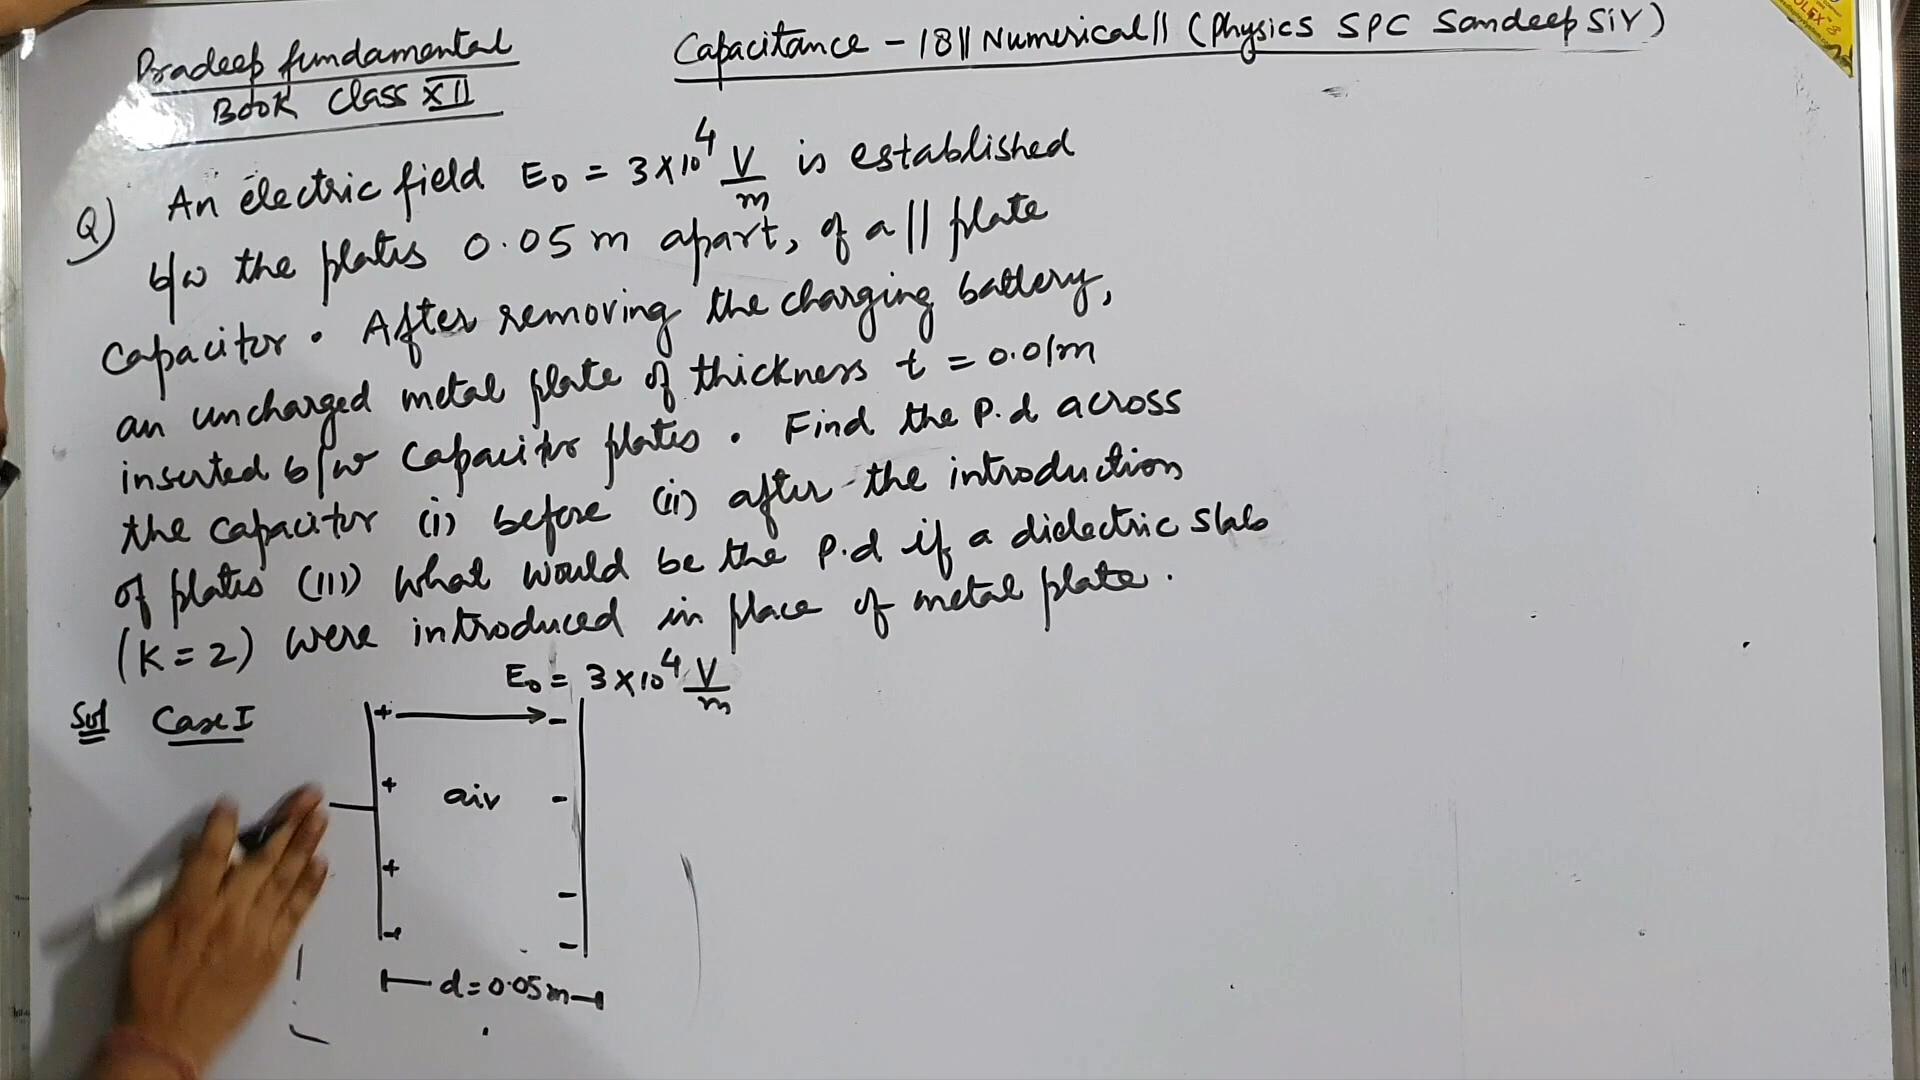 Pradeep fundamental
Book Class XII
Capacitance - 18 || Numerical || (Physics SPC Sandeep Sir)
Q) An electric field E₀ = 3×10⁴ V/m is established
b/w the plates 0.05 m apart, of a || plate
capacitor. After removing the charging battery,
an uncharged metal plate of thickness t = 0.01m
inserted b/w capacitor plates. Find the P.d across
the capacitor (i) before (ii) after the introduction
of plates (iii) what would be the P.d if a dielectric slab
(K=2) were introduced in place of metal plate.
E₀ = 3×10⁴ V/m
Sol Case I
+ -
+ air -
+ -
+ -
d=0.05m